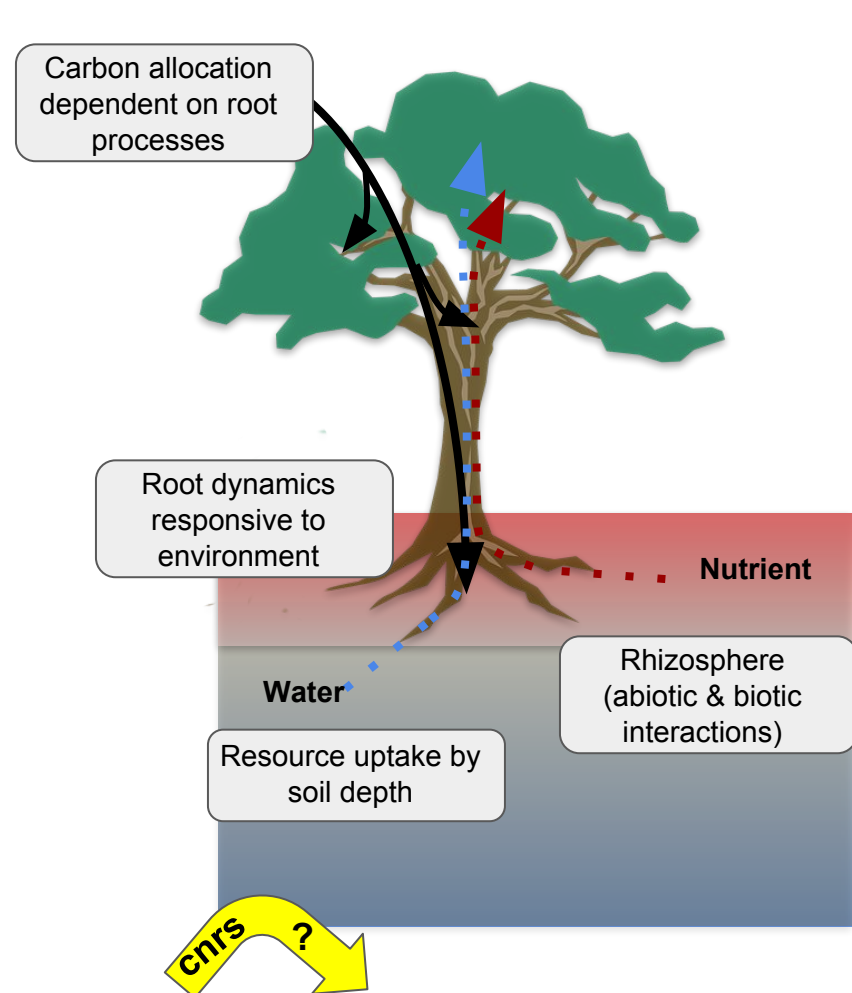 Carbon allocation
dependent on root
processes
Root dynamics
responsive to
environment
Nutrient
Rhizosphere
(abiotic & biotic
interactions)
Water
Resource uptake by
soil depth
cnrs ?